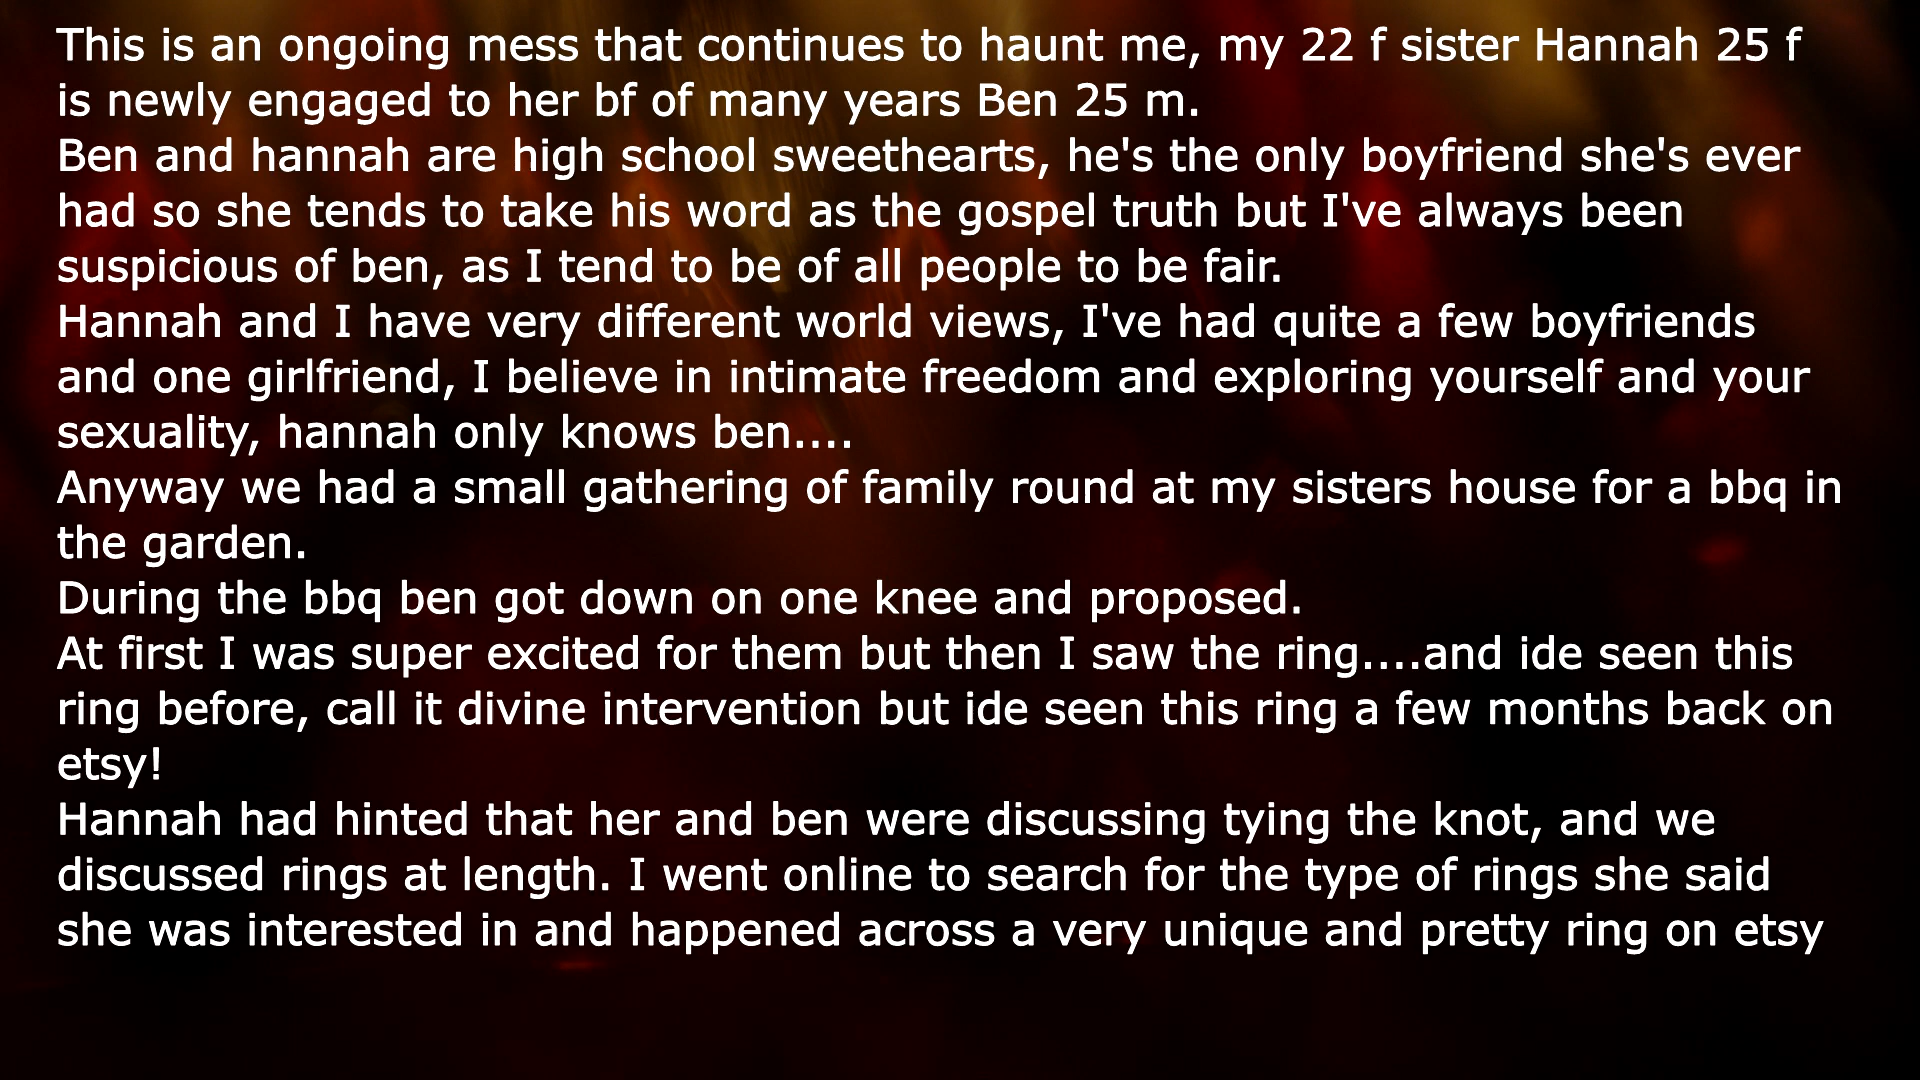 This is an ongoing mess that continues to haunt me, my 22 f sister Hannah 25 f
is newly engaged to her bf of many years Ben 25 m.
Ben and hannah are high school sweethearts, he's the only boyfriend she's ever
had so she tends to take his word as the gospel truth but I've always been
suspicious of ben, as I tend to be of all people to be fair.
Hannah and I have very different world views, I've had quite a few boyfriends
and one girlfriend, I believe in intimate freedom and exploring yourself and your
sexuality, hannah only knows ben....
Anyway we had a small gathering of family round at my sisters house for a bbq in
the garden.
During the bbq ben got down on one knee and proposed.
At first I was super excited for them but then I saw the ring....and ide seen this
ring before, call it divine intervention but ide seen this ring a few months back on
etsy!
Hannah had hinted that her and ben were discussing tying the knot, and we
discussed rings at length. I went online to search for the type of rings she said
she was interested in and happened across a very unique and pretty ring on etsy